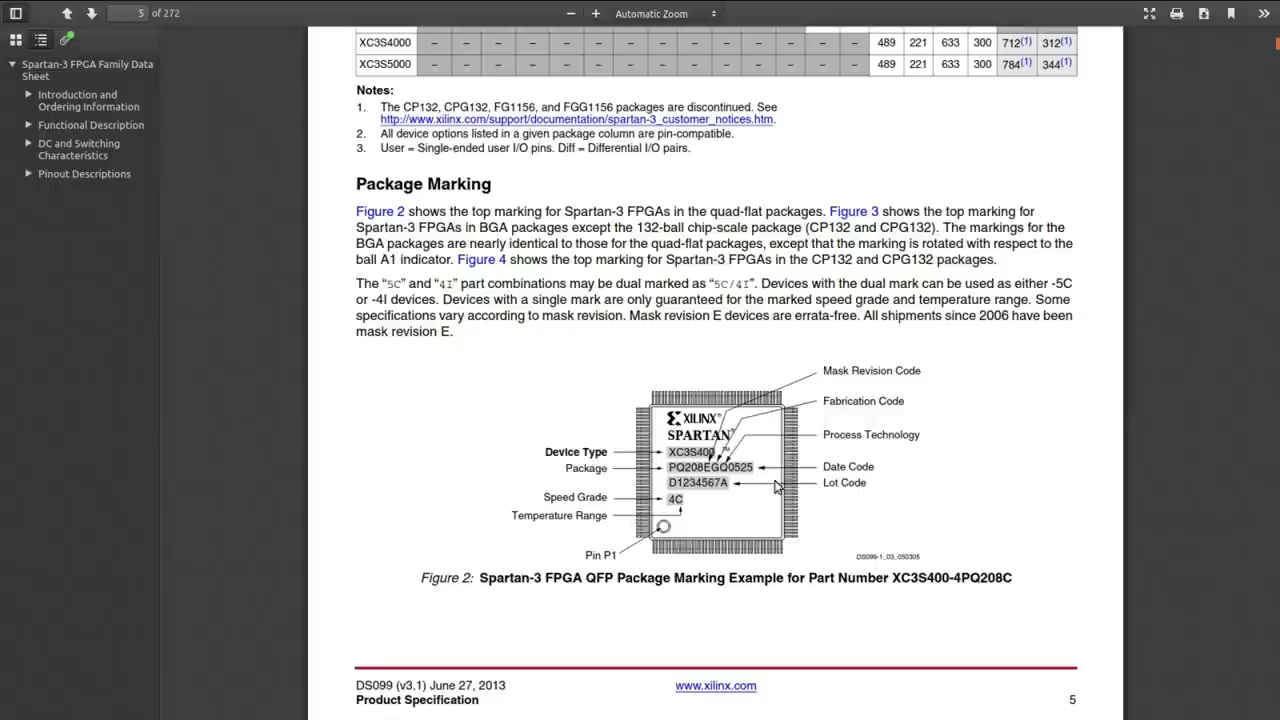 5 of 272
Automatic Zoom
Spartan-3 FPGA Family Data
Sheet
Introduction and
Ordering Information
Functional Description
DC and Switching
Characteristics
Pinout Descriptions
XC3S4000 – – – – – – – – – – – – – 489 221 633 300 712(1) 312(1)
XC3S5000 – – – – – – – – – – – – – 489 221 633 300 784(1) 344(1)
Notes:
1. The CP132, CPG132, FG1156, and FGG1156 packages are discontinued. See
http://www.xilinx.com/support/documentation/spartan-3_customer_notices.htm.
2. All device options listed in a given package column are pin-compatible.
3. User = Single-ended user I/O pins. Diff = Differential I/O pairs.
Package Marking
Figure 2 shows the top marking for Spartan-3 FPGAs in the quad-flat packages. Figure 3 shows the top marking for
Spartan-3 FPGAs in BGA packages except the 132-ball chip-scale package (CP132 and CPG132). The markings for the
BGA packages are nearly identical to those for the quad-flat packages, except that the marking is rotated with respect to the
ball A1 indicator. Figure 4 shows the top marking for Spartan-3 FPGAs in the CP132 and CPG132 packages.
The “5C” and “4I” part combinations may be dual marked as “5C/4I”. Devices with the dual mark can be used as either -5C
or -4I devices. Devices with a single mark are only guaranteed for the marked speed grade and temperature range. Some
specifications vary according to mask revision. Mask revision E devices are errata-free. All shipments since 2006 have been
mask revision E.
Mask Revision Code
Fabrication Code
Process Technology
XILINX®
SPARTAN™
Device Type XC3S400
Package PQ208EGQ0525 Date Code
D1234567A Lot Code
Speed Grade 4C
Temperature Range
Pin P1
DS099-1_03_050305
Figure 2: Spartan-3 FPGA QFP Package Marking Example for Part Number XC3S400-4PQ208C
DS099 (v3.1) June 27, 2013 www.xilinx.com
Product Specification 5